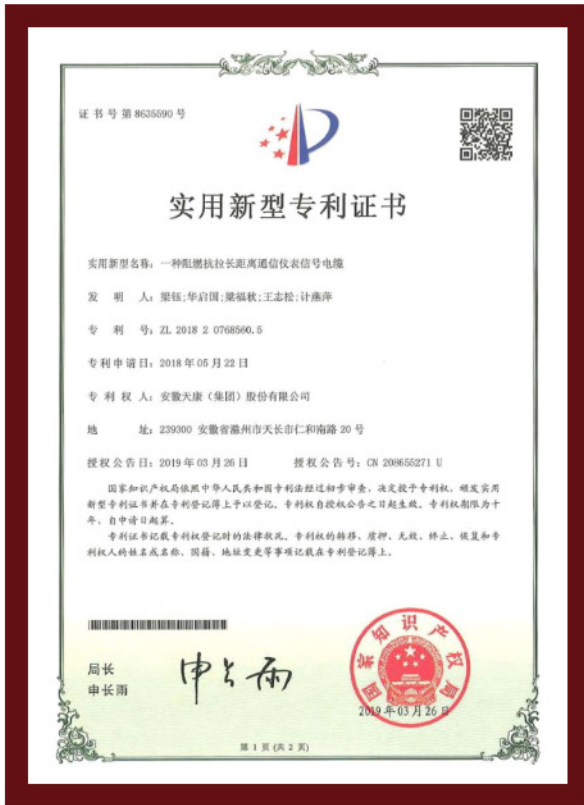 证书号第8635590号
实用新型专利证书
实用新型名称：一种阻燃抗拉长距离通信仪表信号电缆
发明人：梁钰;华启国;梁福秋;王志松;计燕萍
专利号：ZL 2018 2 0768560.5
专利申请日：2018年05月22日
专利权人：安徽天康（集团）股份有限公司
地址：239300 安徽省滁州市天长市仁和南路20号
授权公告日：2019年03月26日 授权公告号：CN 208655271 U
国家知识产权局依照中华人民共和国专利法经过初步审查，决定授予专利权，颁发实用
新型专利证书并在专利登记簿上予以登记。专利权自授权公告之日起生效。专利权期限为十
年，自申请日起算。
专利证书记载专利权登记时的法律状况。专利权的转移、质押、无效、终止、恢复和专
利权人的姓名或名称、国籍、地址变更等事项记载在专利登记簿上。
局长
申长雨
申长雨
国家知识产权局
2019年03月26日
第1页(共2页)